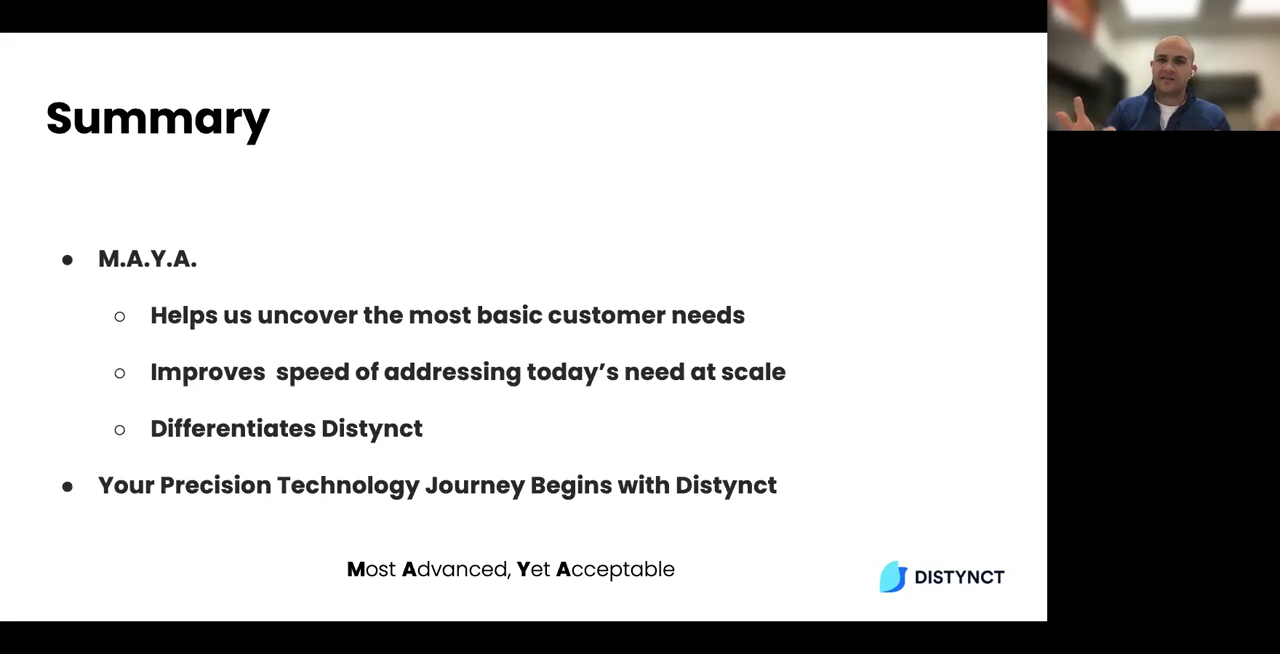 Summary
● M.A.Y.A.
○ Helps us uncover the most basic customer needs
○ Improves  speed of addressing today’s need at scale
○ Differentiates Distynct
● Your Precision Technology Journey Begins with Distynct
Most Advanced, Yet Acceptable
DISTYNCT